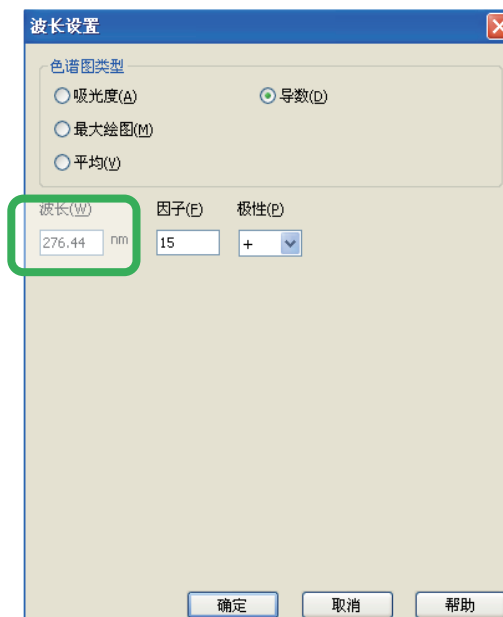 波长设置
色谱图类型
吸光度(A) 导数(D)
最大绘图(M)
平均(V)
波长(W) 因子(F) 极性(P)
276.44 nm 15 +
确定 取消 帮助